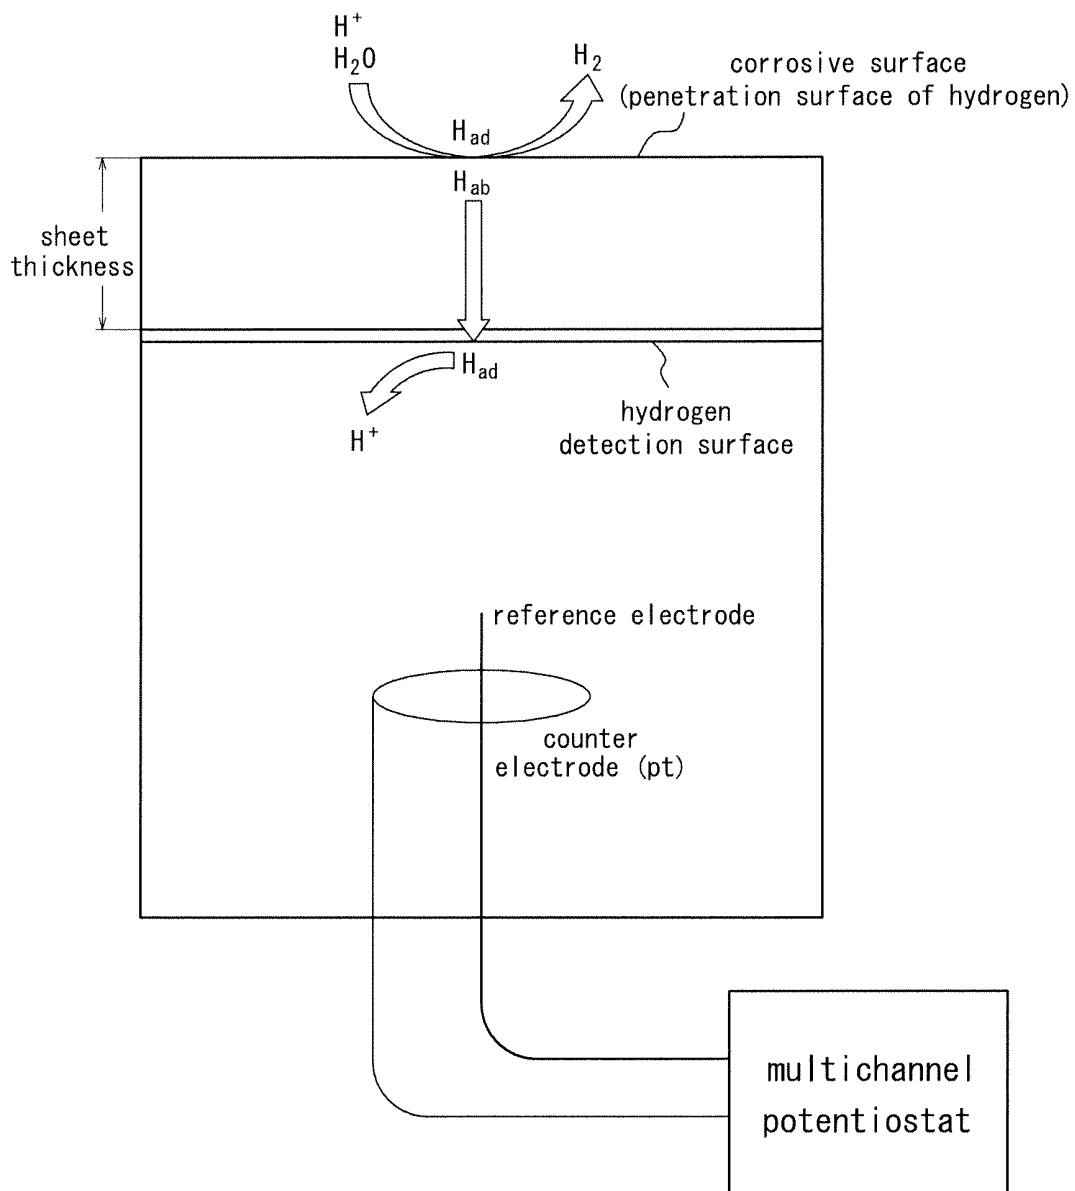 H+
H2O
H2
corrosive surface
(penetration surface of hydrogen)
Had
Hab
sheet
thickness
Had
H+
hydrogen
detection surface
reference electrode
counter
electrode (pt)
multichannel
potentiostat